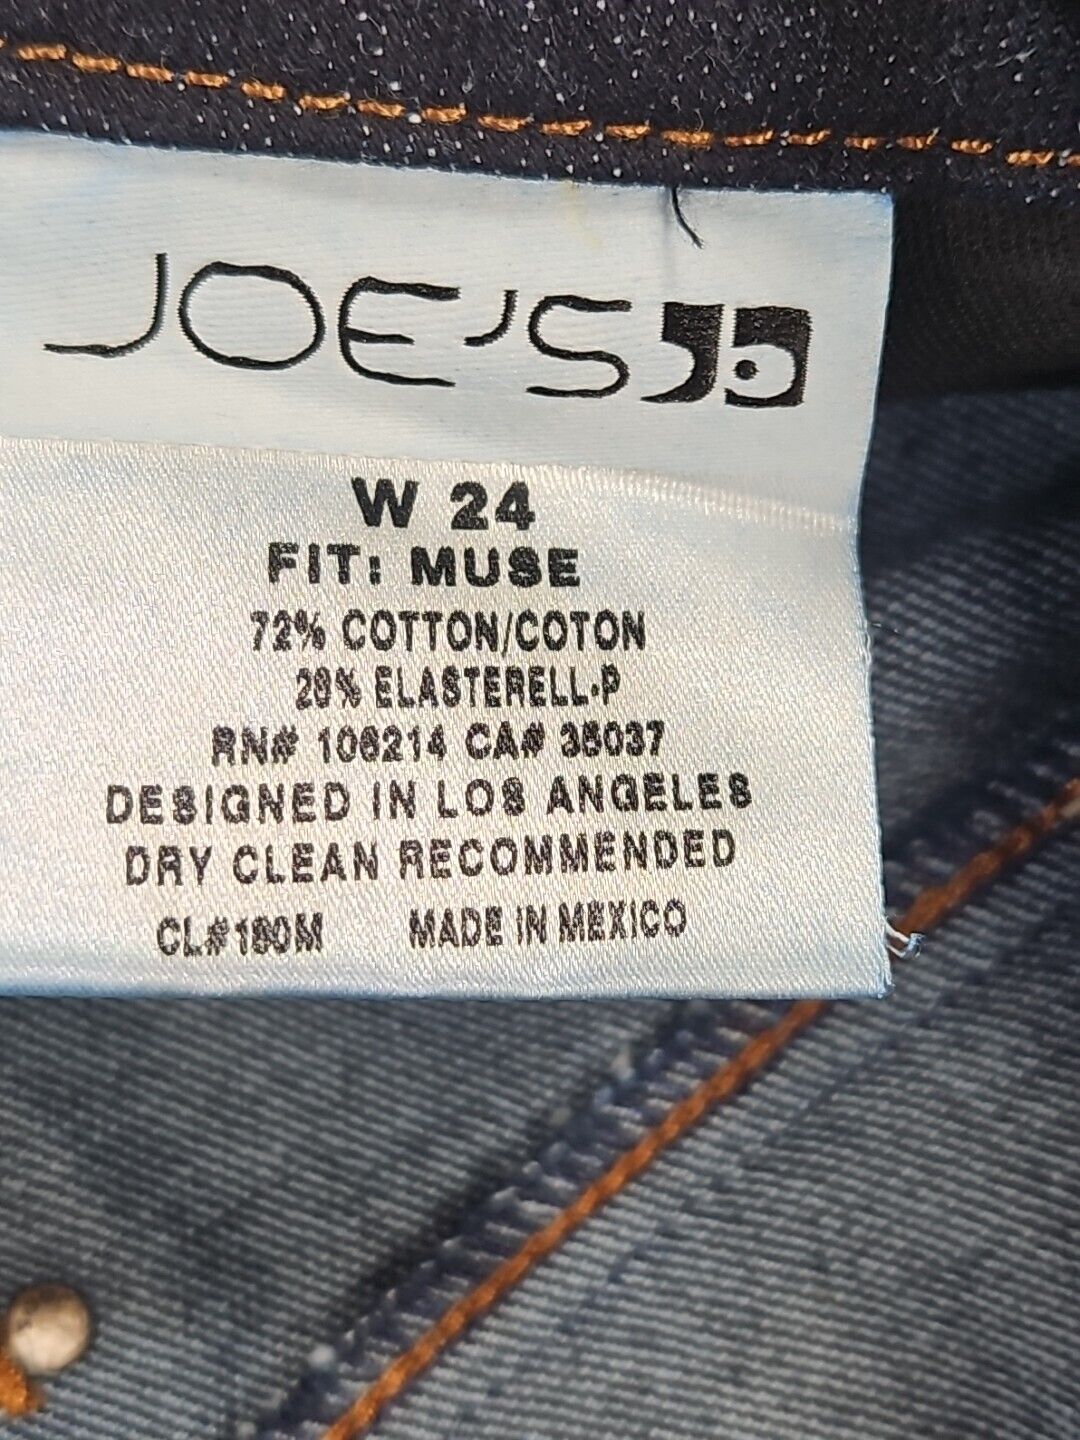 JOE'S
W 24
FIT: MUSE
72% COTTON/COTON
28% ELASTERELL-P
RN# 106214 CA# 35037
DESIGNED IN LOS ANGELES
DRY CLEAN RECOMMENDED
CL#180M MADE IN MEXICO